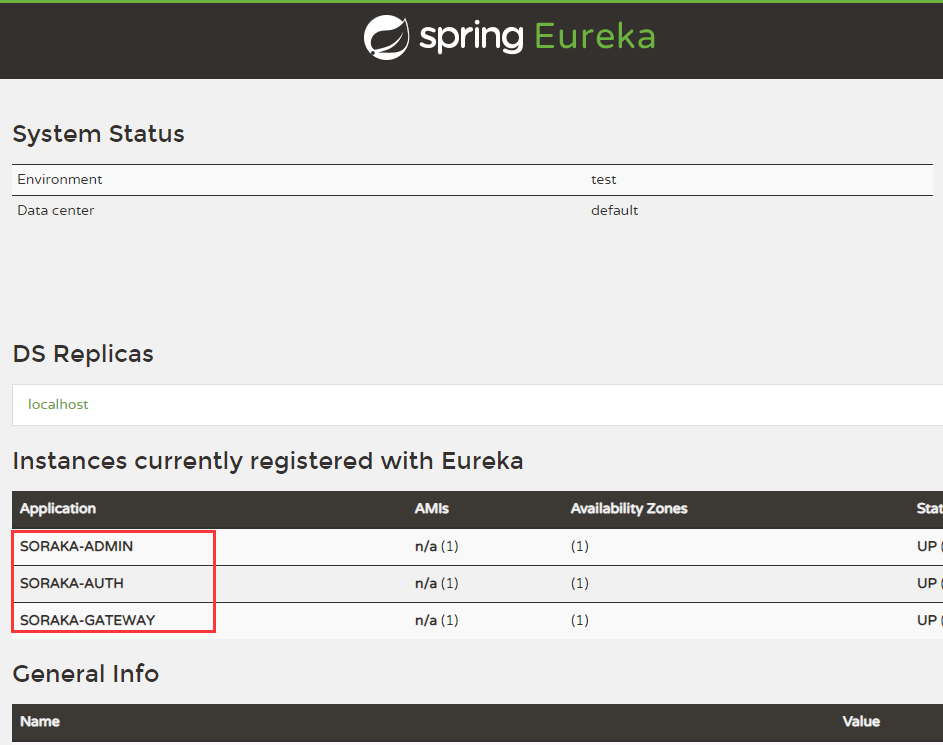 spring Eureka
System Status
Environment test
Data center default
DS Replicas
localhost
Instances currently registered with Eureka
Application AMIs Availability Zones Stat
SORAKA-ADMIN n/a (1) (1) UP (
SORAKA-AUTH n/a (1) (1) UP (
SORAKA-GATEWAY n/a (1) (1) UP (
General Info
Name Value